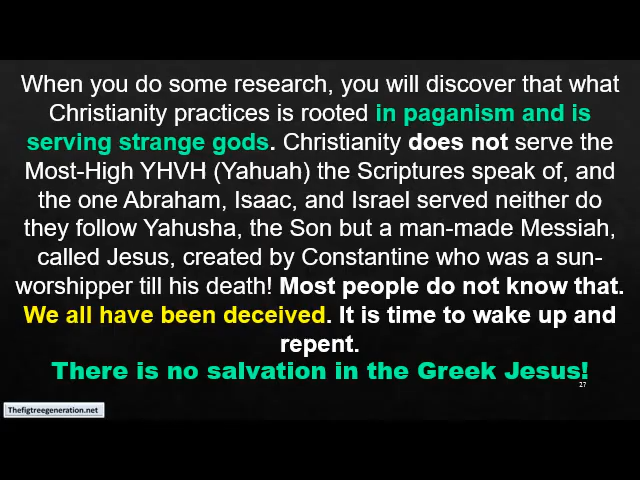 When you do some research, you will discover that what
Christianity practices is rooted in paganism and is
serving strange gods. Christianity does not serve the
Most-High YHVH (Yahuah) the Scriptures speak of, and
the one Abraham, Isaac, and Israel served neither do
they follow Yahusha, the Son but a man-made Messiah,
called Jesus, created by Constantine who was a sun-
worshipper till his death! Most people do not know that.
We all have been deceived. It is time to wake up and
repent.
There is no salvation in the Greek Jesus!
27
Thefigtreegeneration.net